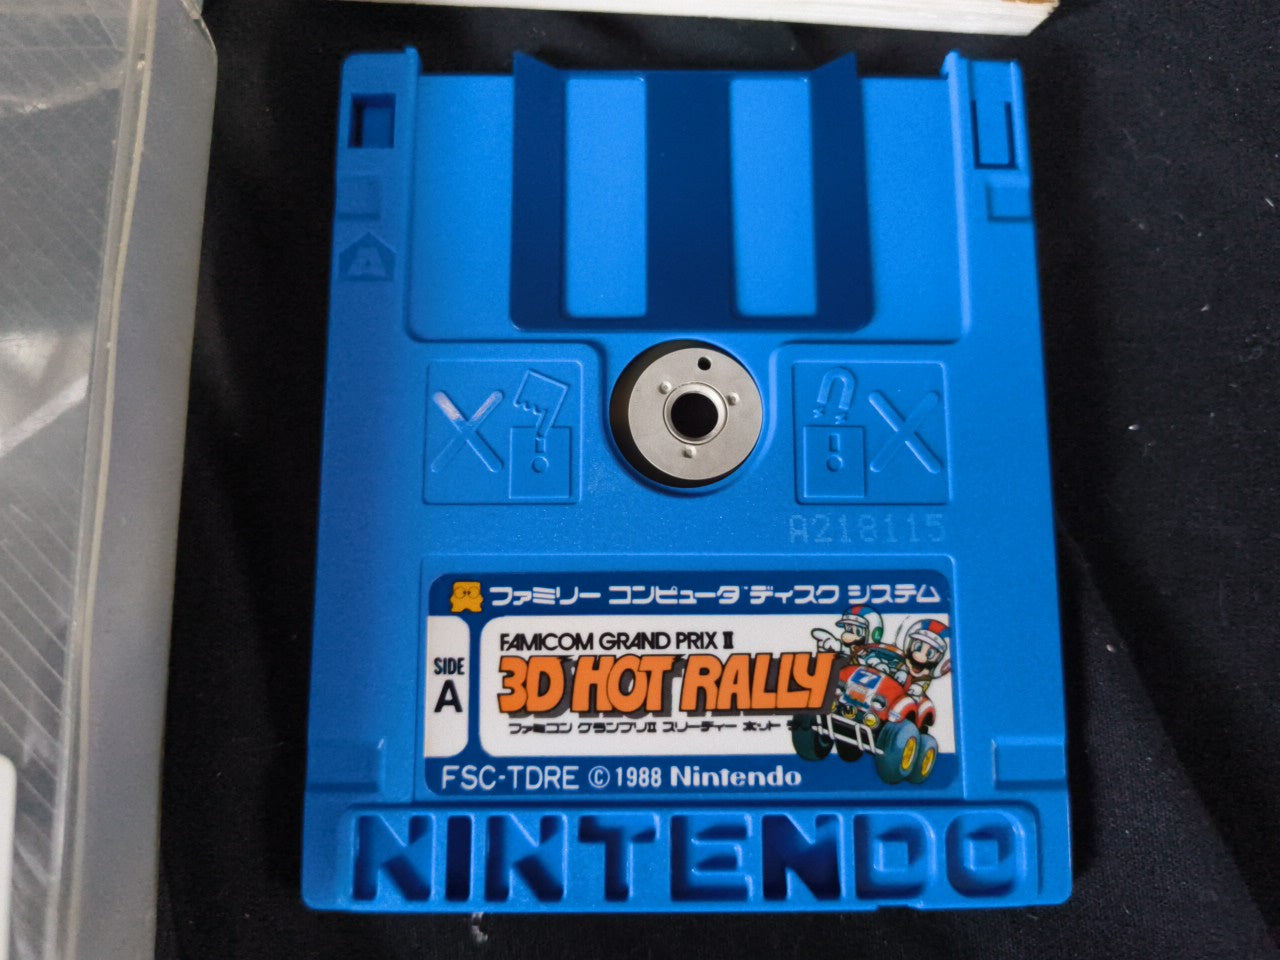 A
A218115
ファミリー コンピュータ ディスク システム
FAMICOM GRAND PRIX II
SIDE A
3D HOT RALLY
ファミコン グランプリII スリーディー ホット
FSC-TDRE © 1988 Nintendo
NINTENDO